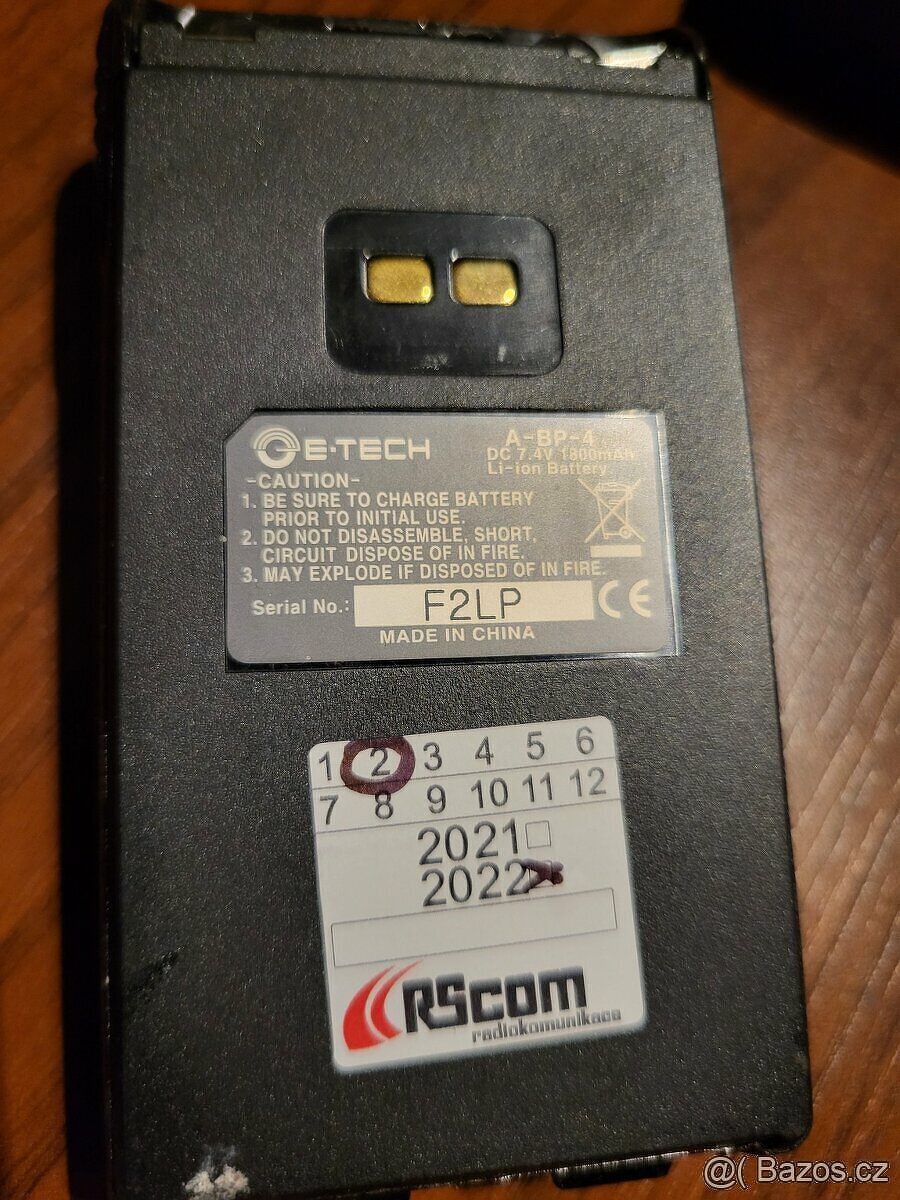 E-TECH
A-BP-4
DC 7.4V 1800mAh
Li-ion Battery
-CAUTION-
1. BE SURE TO CHARGE BATTERY
PRIOR TO INITIAL USE.
2. DO NOT DISASSEMBLE, SHORT,
CIRCUIT DISPOSE OF IN FIRE.
3. MAY EXPLODE IF DISPOSED OF IN FIRE.
Serial No.: F2LP CE
MADE IN CHINA
1 2 3 4 5 6
7 8 9 10 11 12
2021
2022
RScom
radiokomunikace
@( Bazos.cz